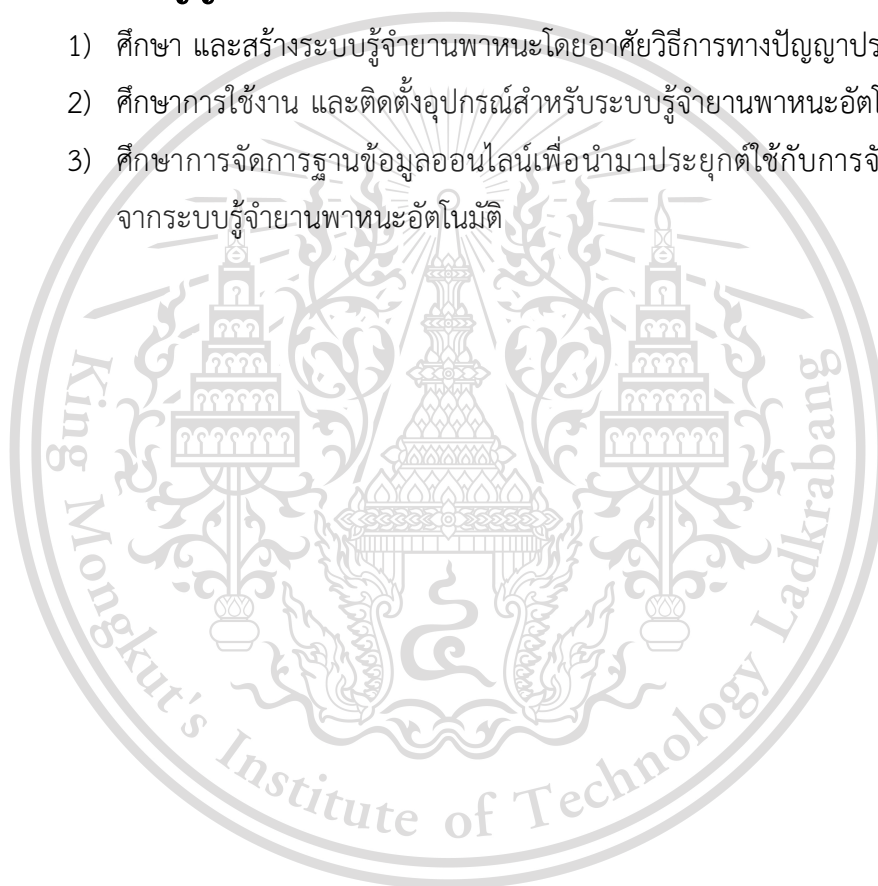 1) ศึกษา และสร้างระบบรู้จำยานพาหนะโดยอาศัยวิธีการทางปัญญาประ
2) ศึกษาการใช้งาน และติดตั้งอุปกรณ์สำหรับระบบรู้จำยานพาหนะอัตโ
3) ศึกษาการจัดการฐานข้อมูลออนไลน์เพื่อนำมาประยุกต์ใช้กับการจั
จากระบบรู้จำยานพาหนะอัตโนมัติ
King Mongkut's Institute of Technology Ladkrabang